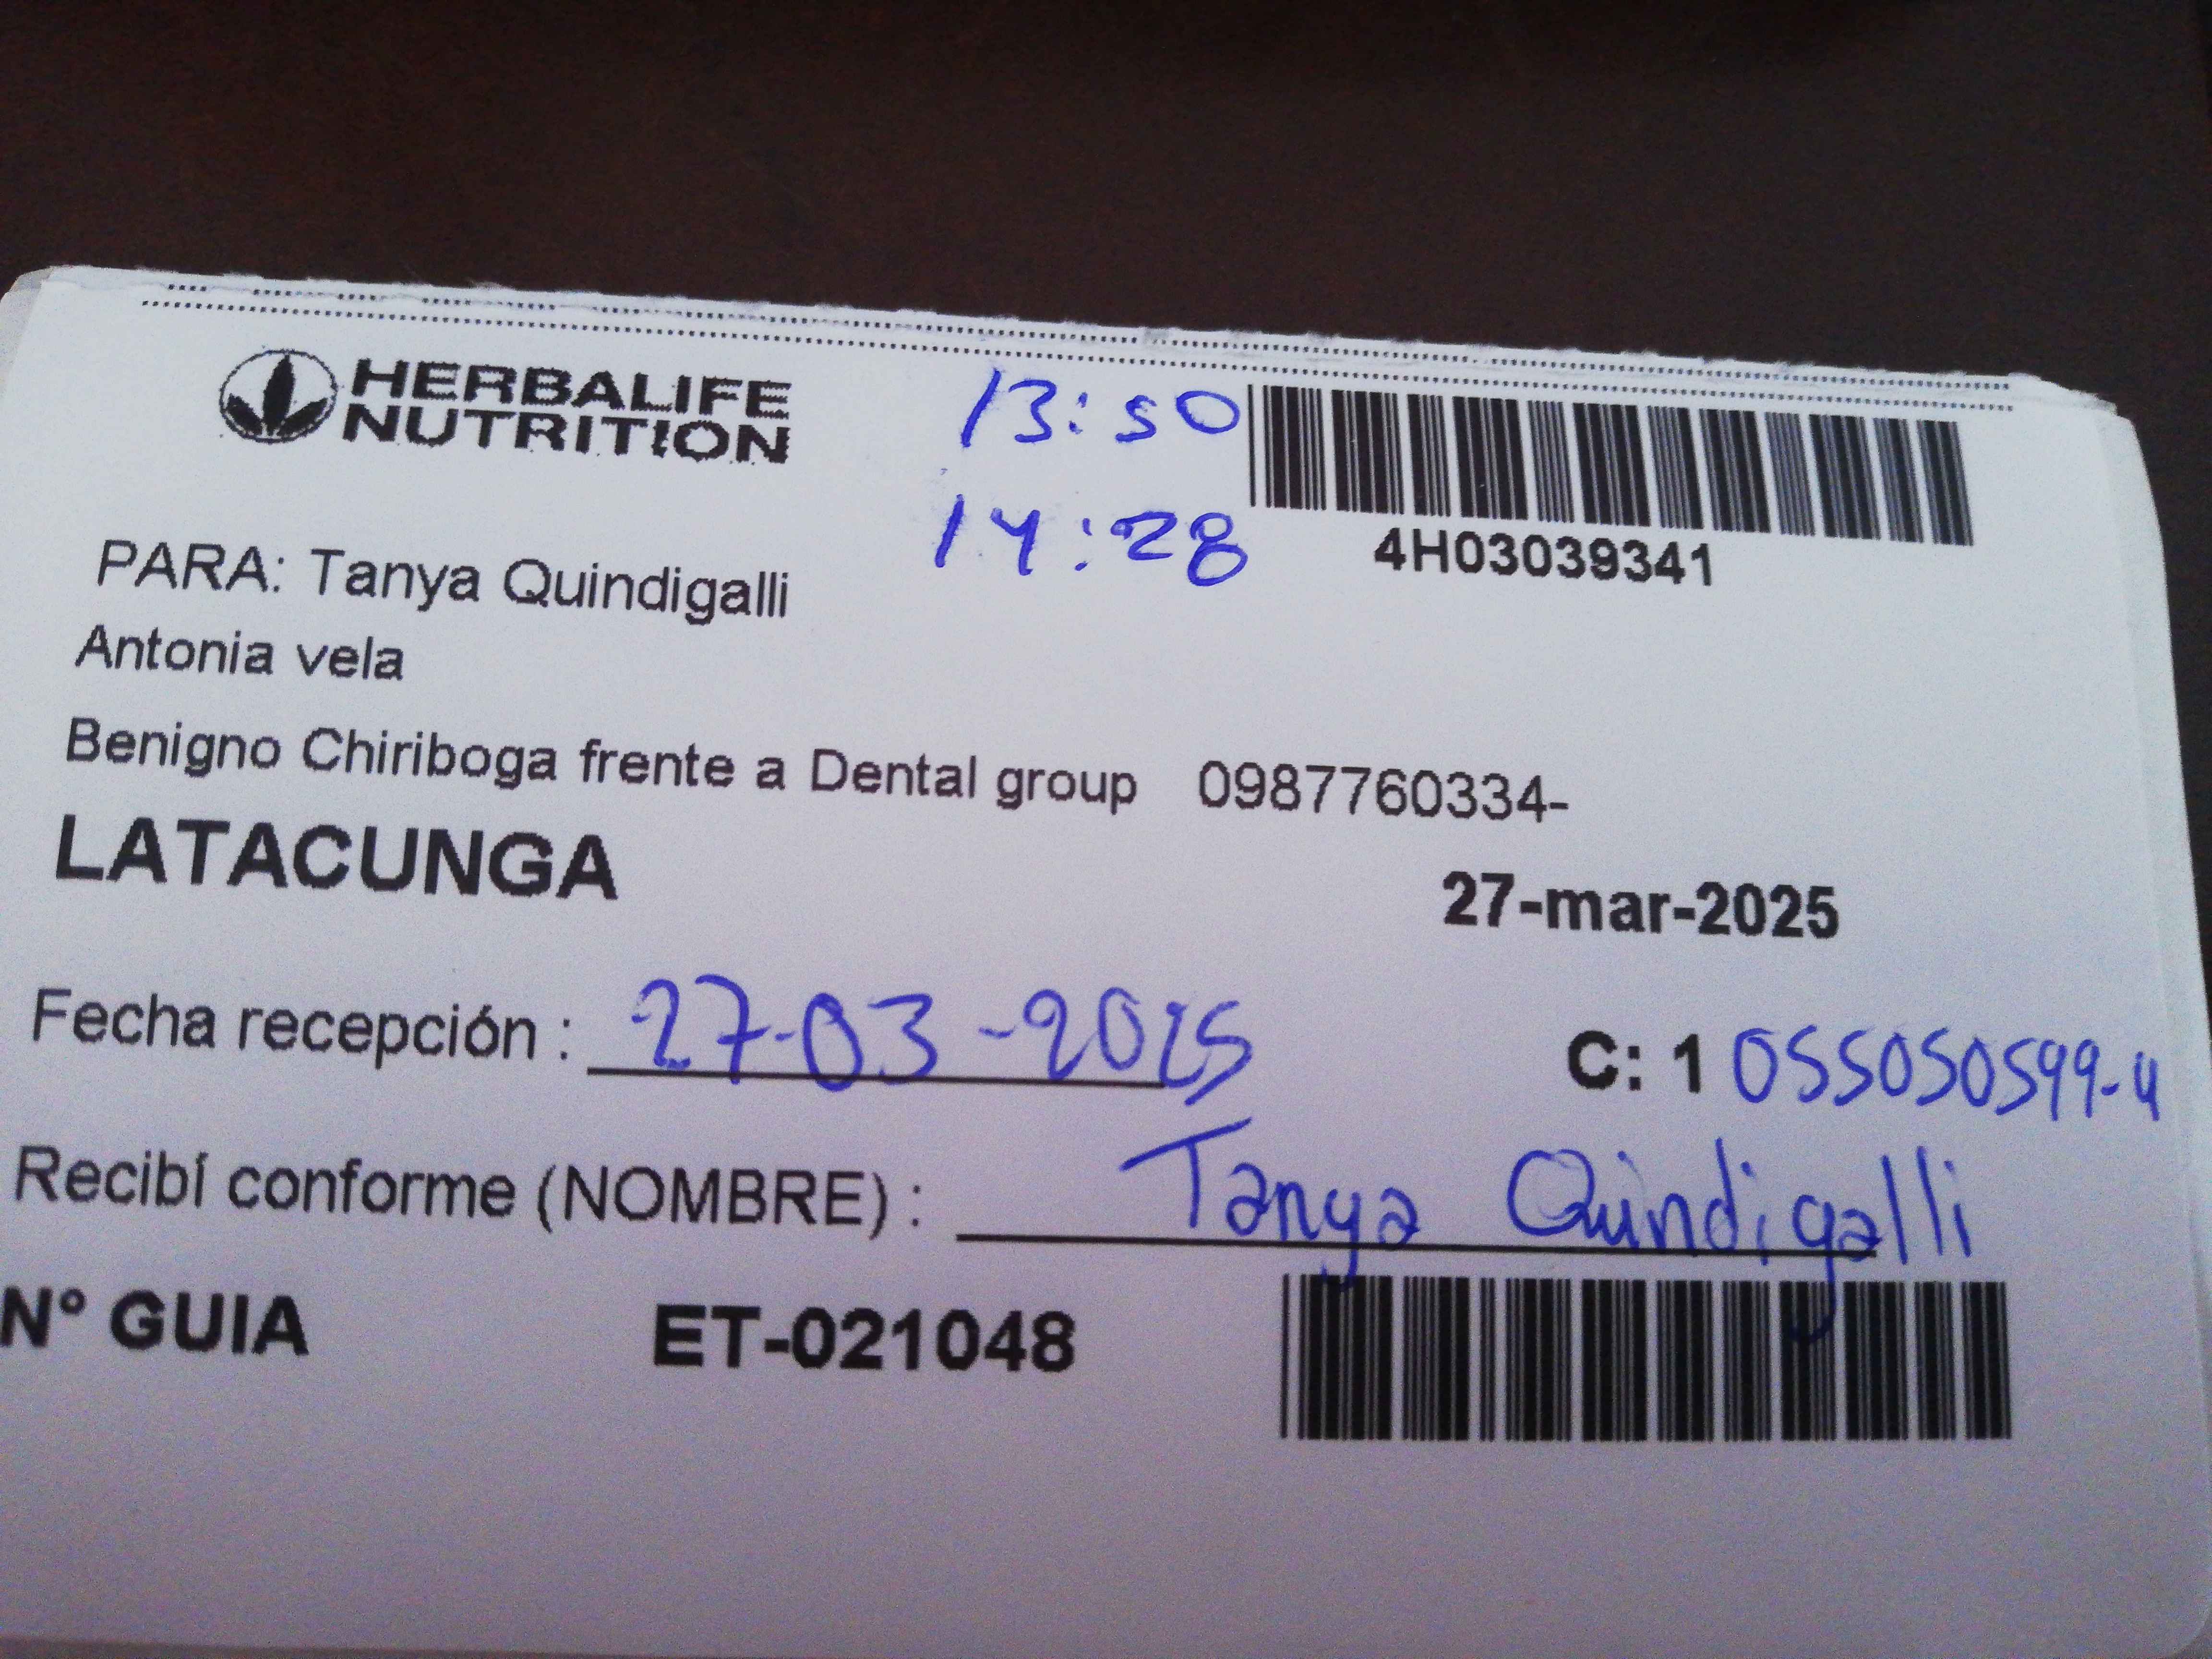 HERBALIFE
NUTRITION
13:50
14:28
4H03039341
PARA: Tanya Quindigalli
Antonia vela
Benigno Chiriboga frente a Dental group 0987760334-
LATACUNGA
27-mar-2025
Fecha recepción : 27-03-2025
C: 1 055050599-4
Recibí conforme (NOMBRE) : Tanya Quindigalli
N° GUIA ET-021048